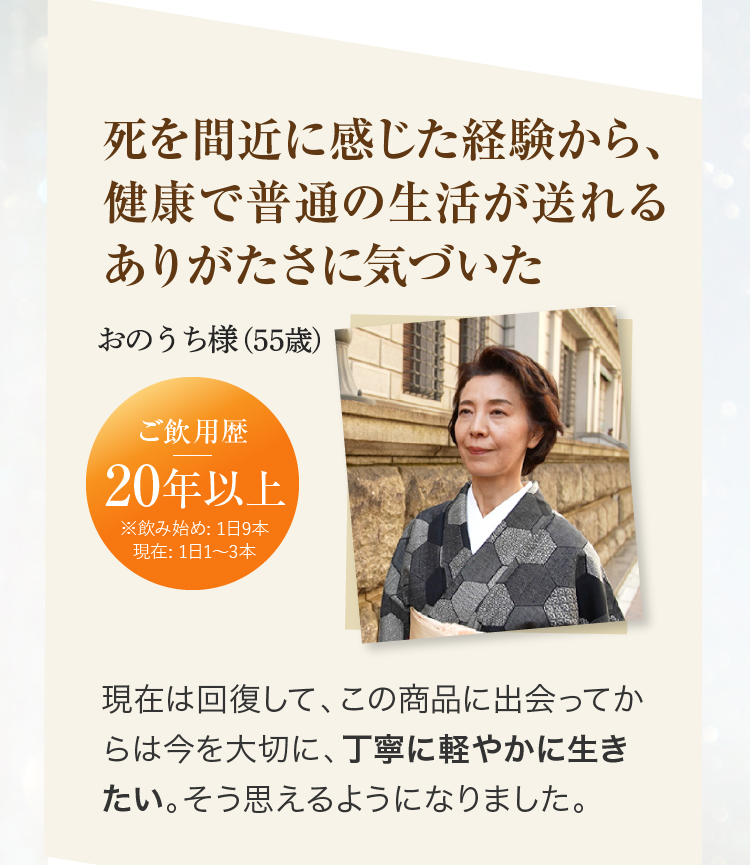 死を間近に感じた経験から、
健康で普通の生活が送れる
ありがたさに気づいた
おのうち様（55歳）
ご飲用歴
20年以上
※飲み始め: 1日9本
現在: 1日1〜3本
現在は回復して、この商品に出会ってか
らは今を大切に、丁寧に軽やかに生き
たい。そう思えるようになりました。